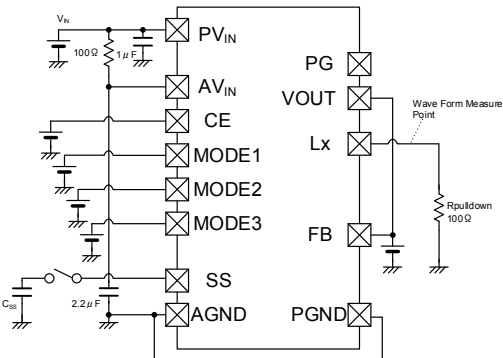 VIN
100Ω
1μF
PVIN
AVIN
CE
MODE1
MODE2
MODE3
SS
CSS
2.2μF
AGND
PG
VOUT
Lx
FB
PGND
Wave Form Measure
Point
Rpulldown
100Ω